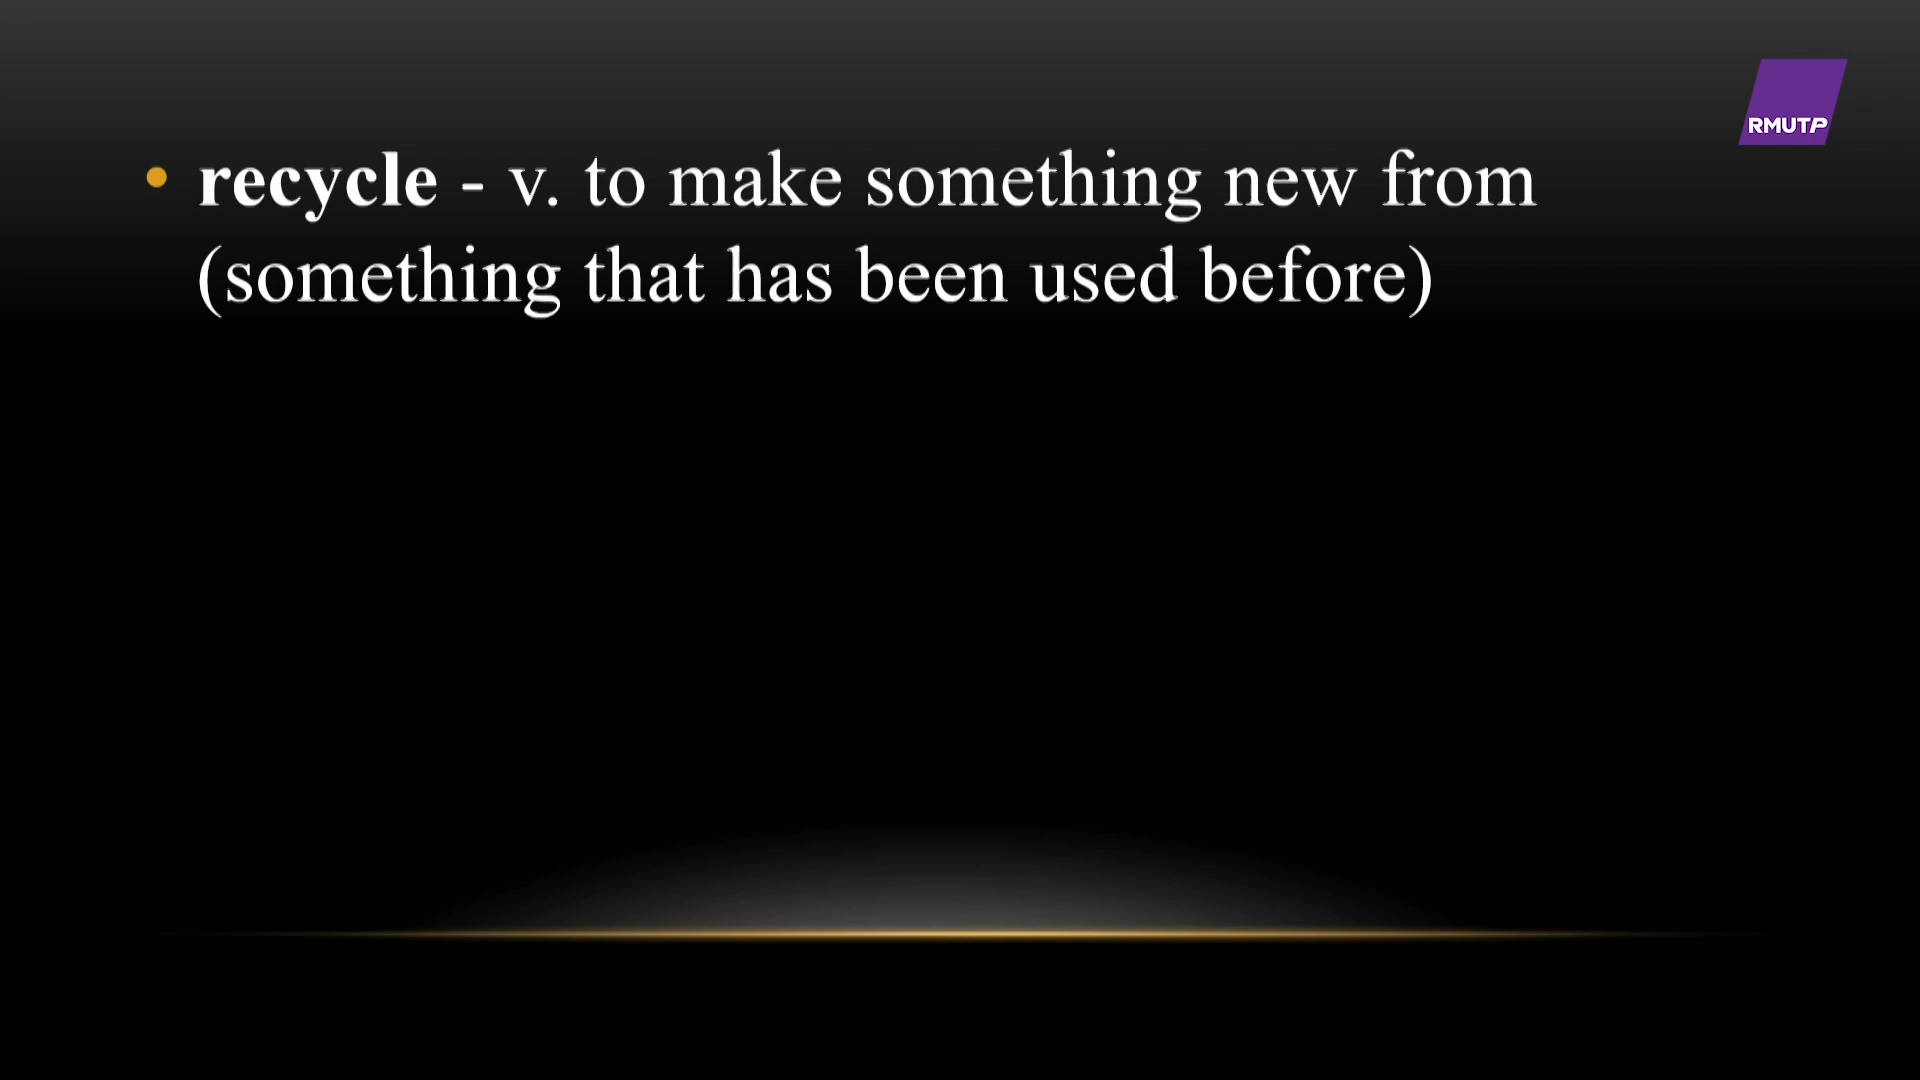 RMUTP
• recycle - v. to make something new from
(something that has been used before)